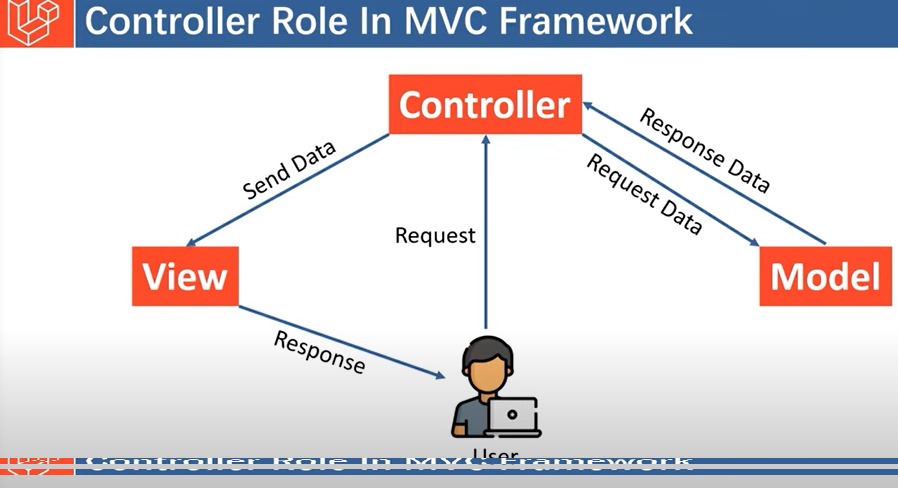 Controller Role In MVC Framework
Controller
Send Data
Response Data
Request Data
Request
View
Model
Response
User
Controller Role In MVC Framework